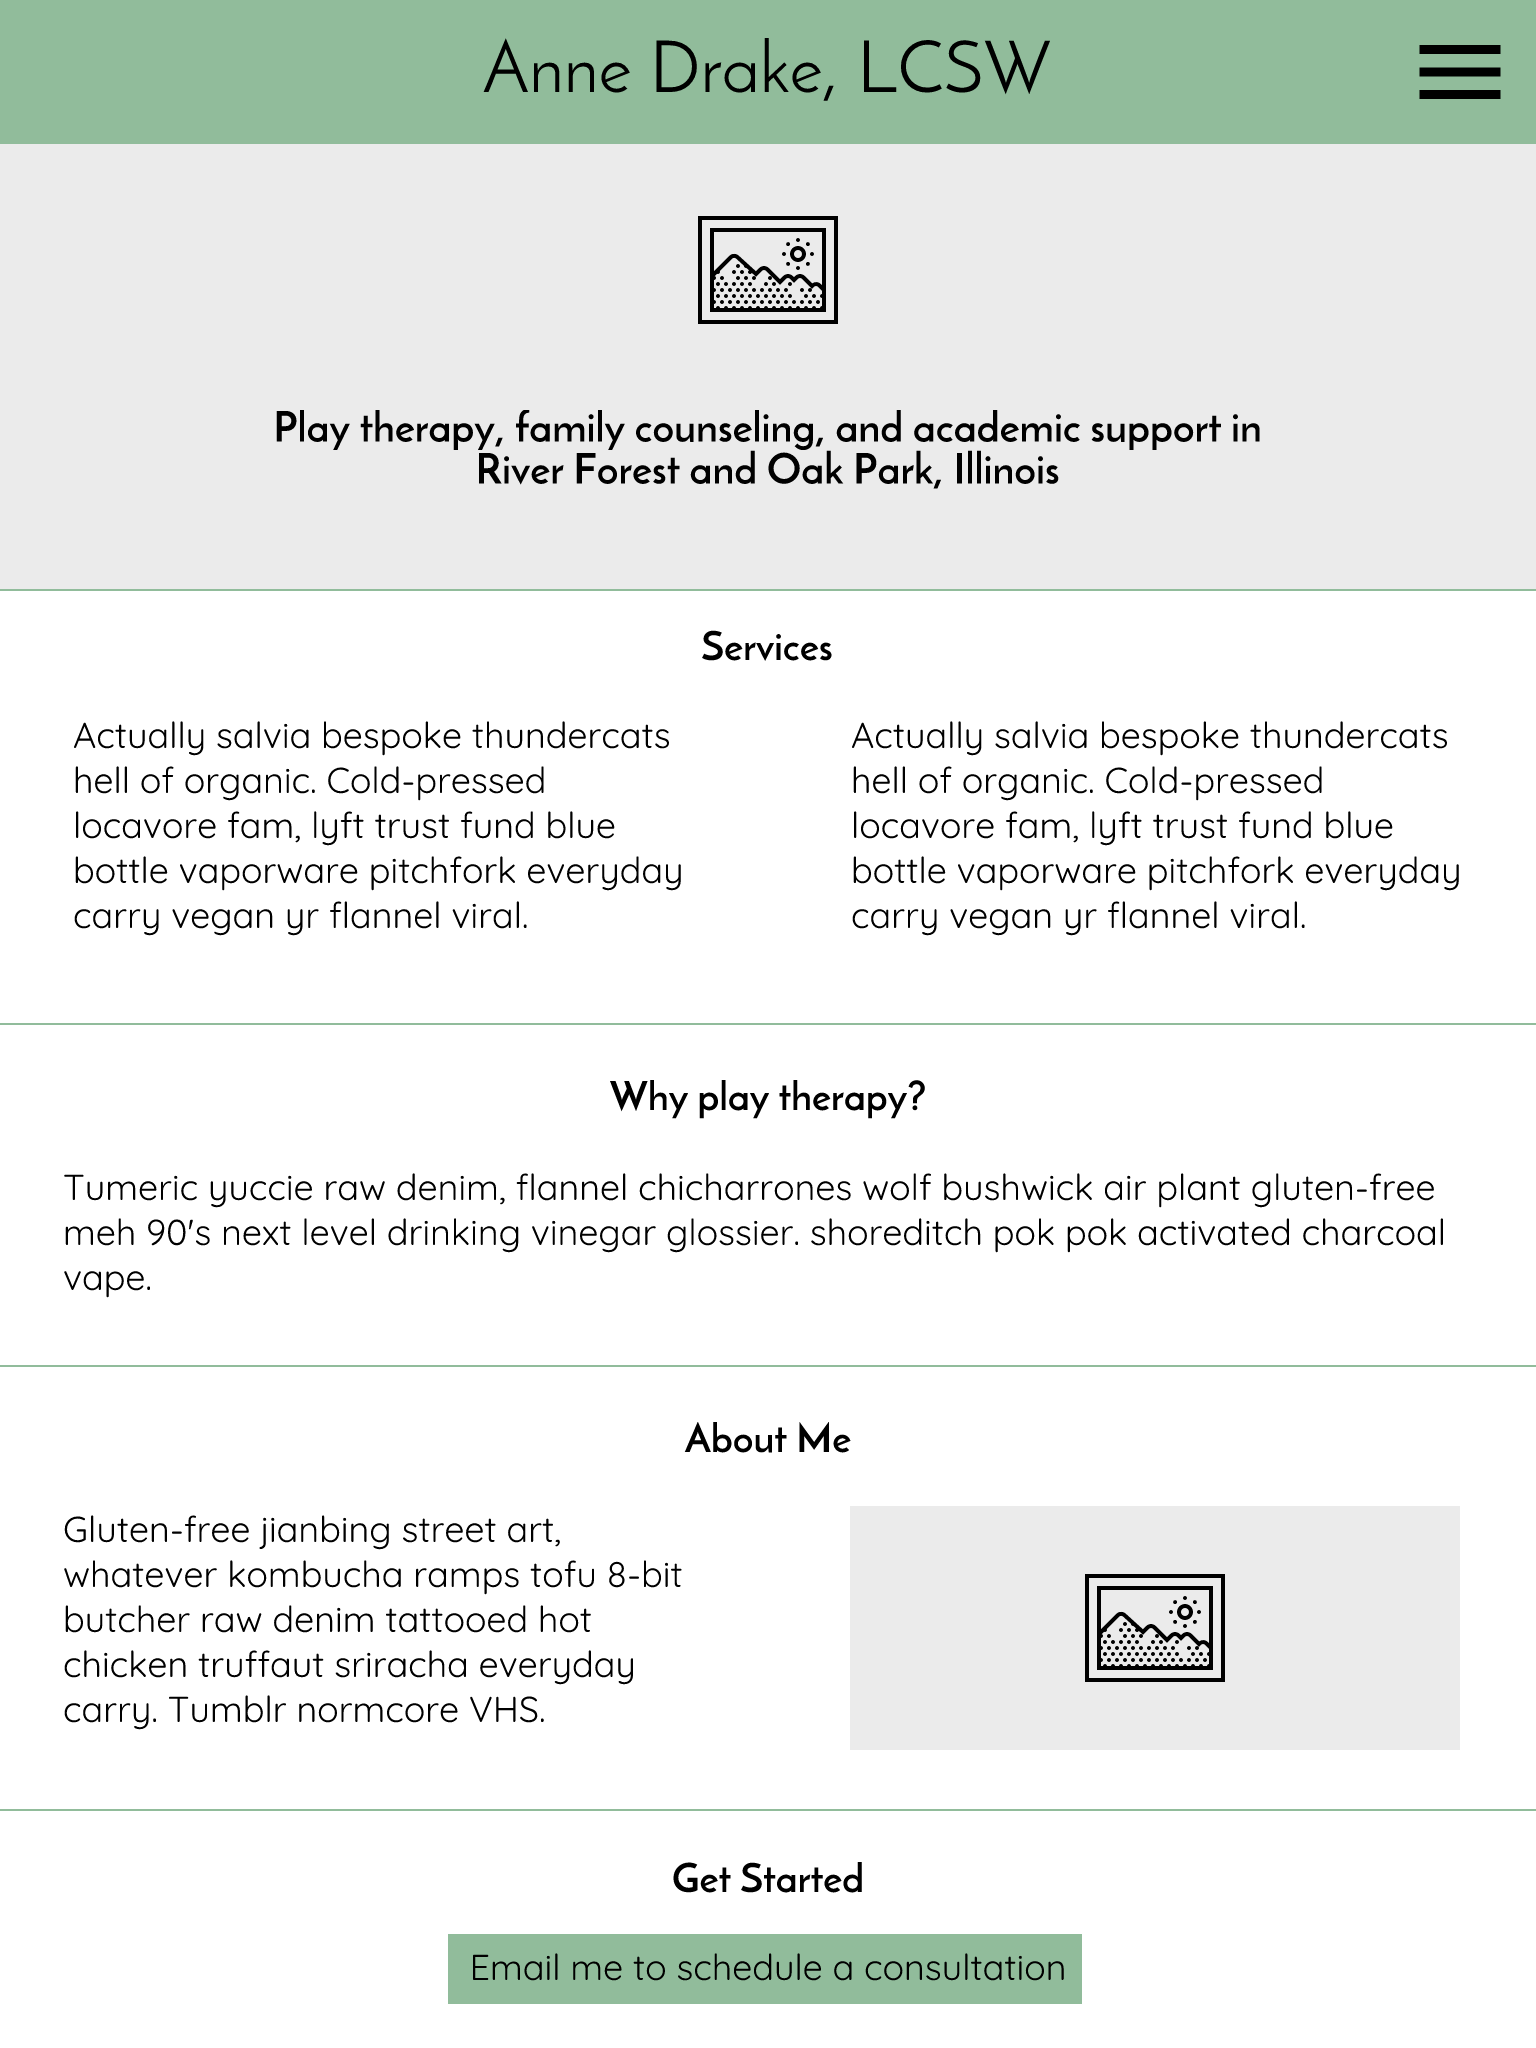 Anne Drake, LCSW
Play therapy, family counseling, and academic support in
River Forest and Oak Park, Illinois
Services
Actually salvia bespoke thundercats
hell of organic. Cold-pressed
locavore fam, lyft trust fund blue
bottle vaporware pitchfork everyday
carry vegan yr flannel viral.
Actually salvia bespoke thundercats
hell of organic. Cold-pressed
locavore fam, lyft trust fund blue
bottle vaporware pitchfork everyday
carry vegan yr flannel viral.
Why play therapy?
Tumeric yuccie raw denim, flannel chicharrones wolf bushwick air plant gluten-free
meh 90's next level drinking vinegar glossier. shoreditch pok pok activated charcoal
vape.
About Me
Gluten-free jianbing street art,
whatever kombucha ramps tofu 8-bit
butcher raw denim tattooed hot
chicken truffaut sriracha everyday
carry. Tumblr normcore VHS.
Get Started
Email me to schedule a consultation